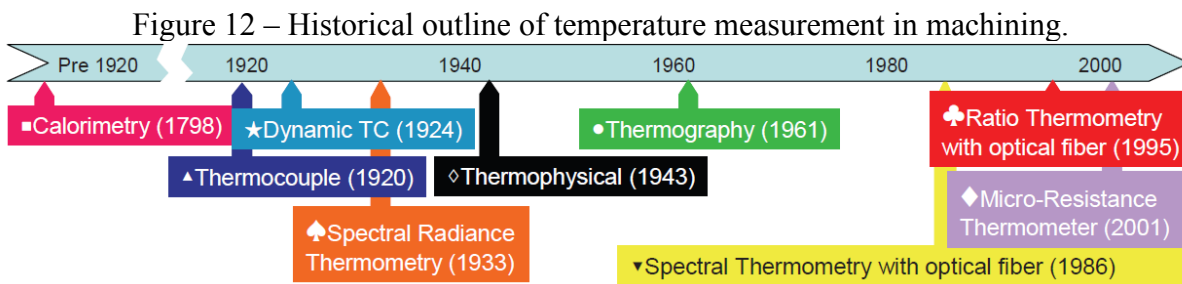 Figure 12 – Historical outline of temperature measurement in machining.
Pre 1920 1920 1940 1960 1980 2000
■Calorimetry (1798)
★Dynamic TC (1924)
●Thermography (1961)
♣Ratio Thermometry
with optical fiber (1995)
▲Thermocouple (1920)
◊Thermophysical (1943)
♦Micro-Resistance
Thermometer (2001)
♠Spectral Radiance
Thermometry (1933)
▼Spectral Thermometry with optical fiber (1986)